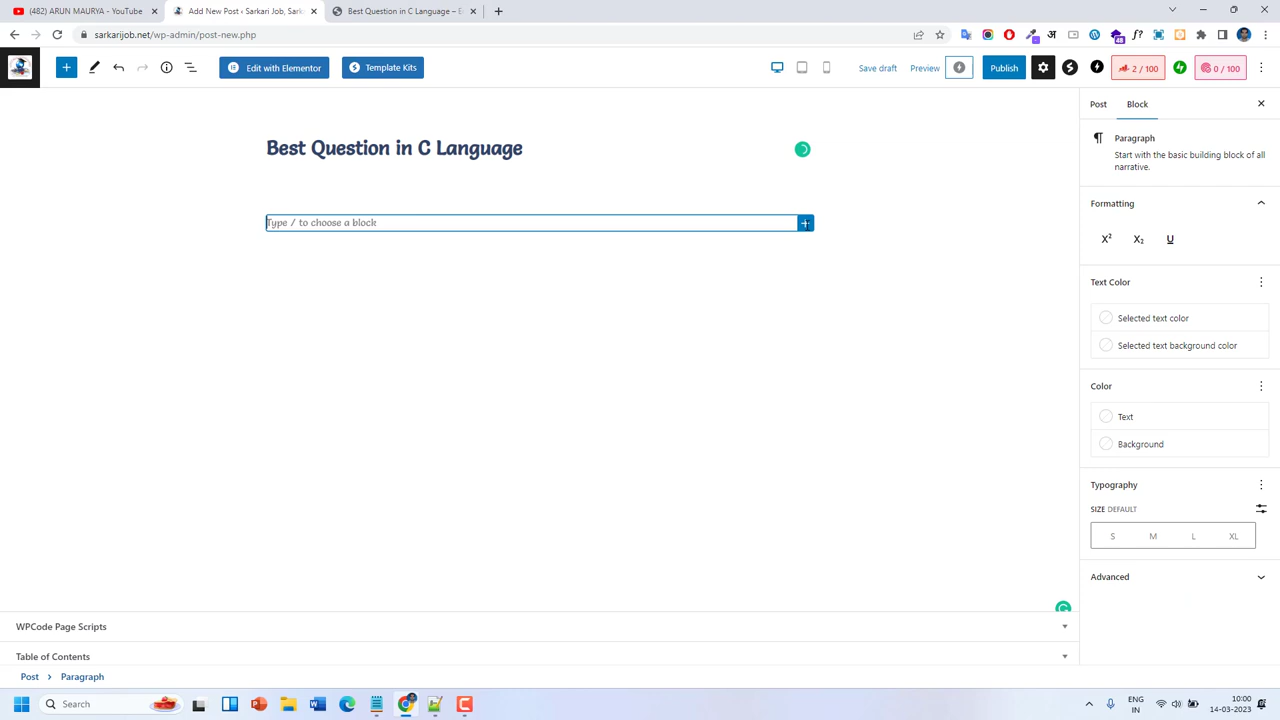 (482) ARUN MAURYA - YouTube
Add New Post ‹ Sarkari Job, Sark
Best Question in C Language – B
sarkarijob.net/wp-admin/post-new.php
Edit with Elementor
Template Kits
Save draft
Preview
Publish
2 / 100
0 / 100
Best Question in C Language
Type / to choose a block
Post
Block
Paragraph
Start with the basic building block of all
narrative.
Formatting
X²
X₂
U
Text Color
Selected text color
Selected text background color
Color
Text
Background
Typography
SIZE DEFAULT
S
M
L
XL
Advanced
WPCode Page Scripts
Table of Contents
Post
Paragraph
Search
ENG
IN
10:00
14-03-2023